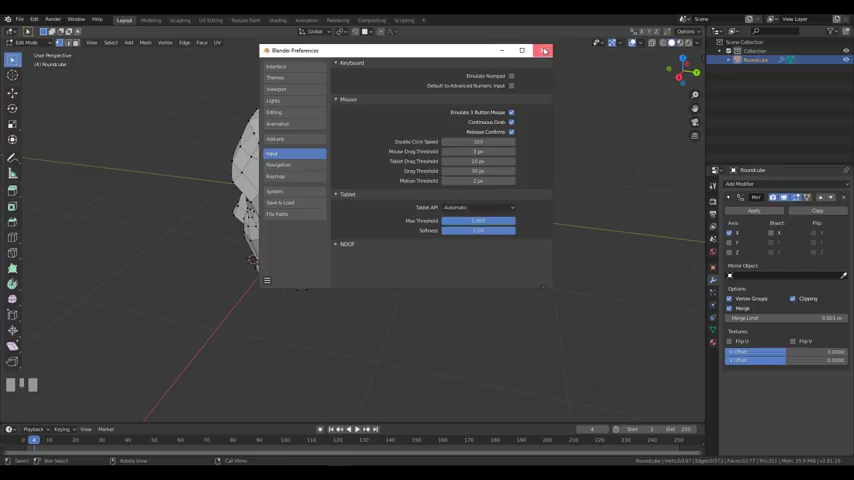 File Edit Render Window Help Layout Modeling Sculpting UV Editing Texture Paint Shading Animation Rendering Compositing Scripting Scene View Layer
Global Options
Edit Mode View Select Add Mesh Vertex Edge Face UV
User Perspective
(4) Roundcube
Blender Preferences
Interface
Themes
Viewport
Lights
Editing
Animation
Add-ons
Input
Navigation
Keymap
System
Save & Load
File Paths
Keyboard
Emulate Numpad
Default to Advanced Numeric Input
Mouse
Emulate 3 Button Mouse
Continuous Grab
Release Confirms
Double Click Speed 350
Mouse Drag Threshold 3 px
Tablet Drag Threshold 10 px
Drag Threshold 30 px
Motion Threshold 2 px
Tablet
Tablet API Automatic
Max Threshold 1.000
Softness -1.00
NDOF
X
Y
Z
Scene Collection
Collection
Roundcube
Roundcube
Add Modifier
Mirr
Apply Copy
Axis: Bisect: Flip:
X X X
Y Y Y
Z Z Z
Mirror Object:
Options:
Vertex Groups Clipping
Merge
Merge Limit 0.001 m
Textures:
Flip U Flip V
U Offset 0.0000
V Offset 0.0000
Playback Keying View Marker 4 Start 1 End 250
0 4 10 20 30 40 50 60 70 80 90 100 110 120 130 140 150 160 170 180 190 200 210 220 230 240 250
Select Box Select Rotate View Call Menu